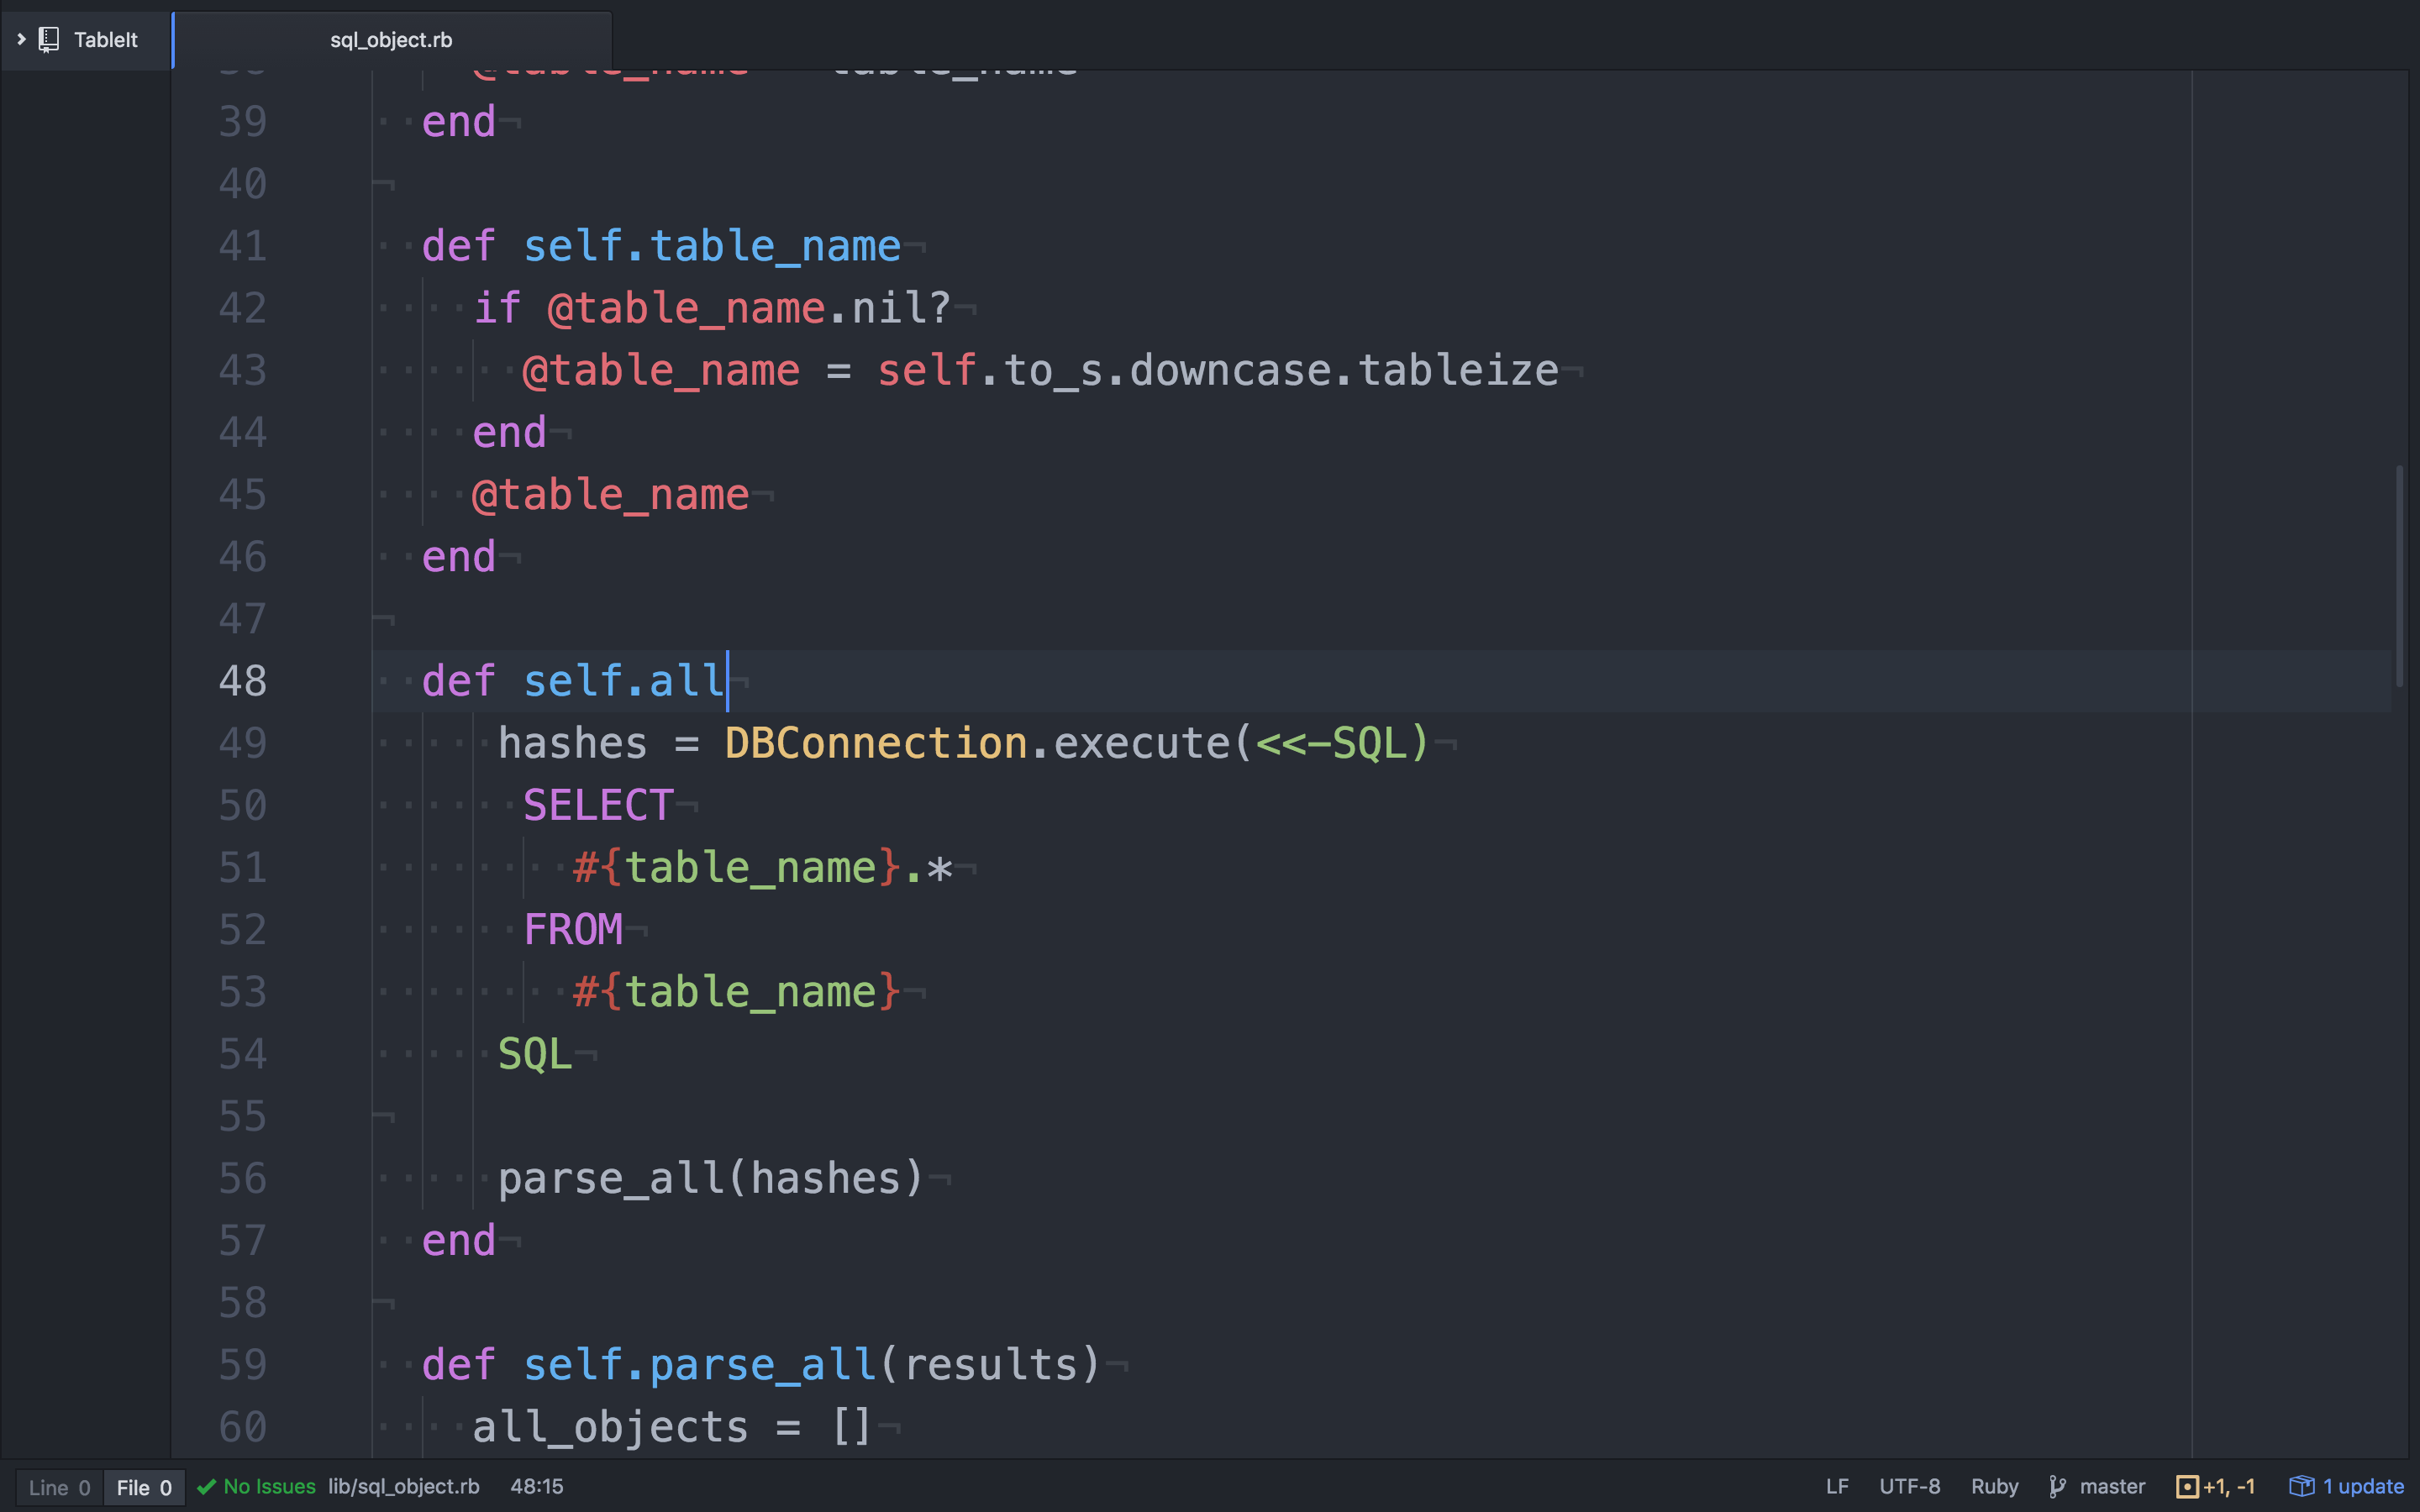 TableIt
sql_object.rb
@table_name table_name
39 end
40
41 def self.table_name
42 if @table_name.nil?
43 @table_name = self.to_s.downcase.tableize
44 end
45 @table_name
46 end
47
48 def self.all
49 hashes = DBConnection.execute(<<-SQL)
50 SELECT
51 #{table_name}.*
52 FROM
53 #{table_name}
54 SQL
55
56 parse_all(hashes)
57 end
58
59 def self.parse_all(results)
60 all_objects = []
Line 0 File 0 No Issues lib/sql_object.rb 48:15 LF UTF-8 Ruby master +1, -1 1 update